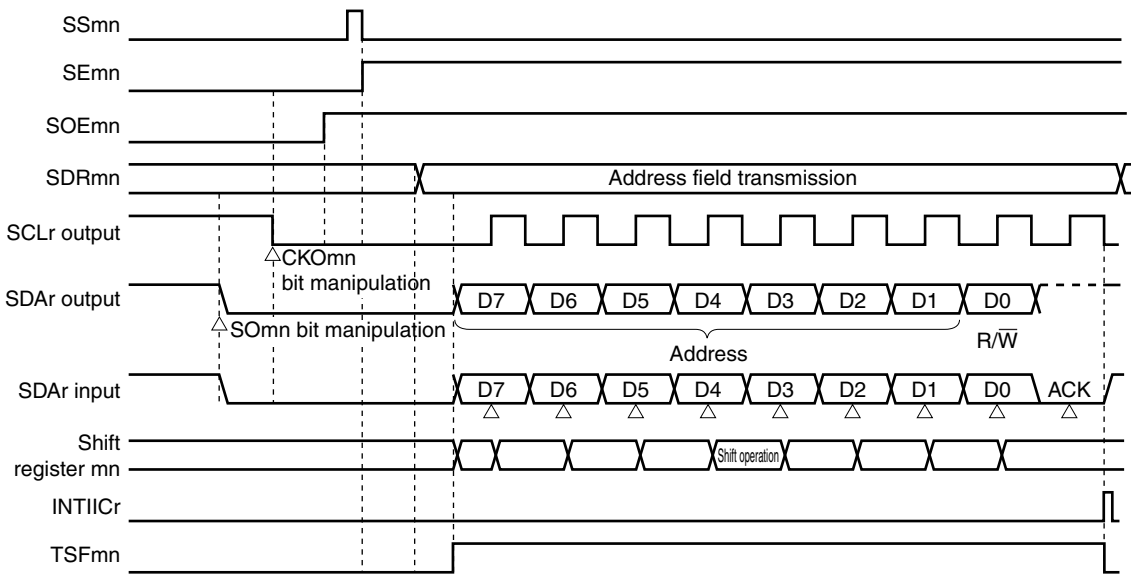 SSmn
SEmn
SOEmn
SDRmn
Address field transmission
SCLr output
CKOmn
bit manipulation
SDAr output
D7 D6 D5 D4 D3 D2 D1 D0
SOmn bit manipulation
R/W̅
Address
SDAr input
D7 D6 D5 D4 D3 D2 D1 D0 ACK
Shift
register mn
Shift operation
INTIICr
TSFmn